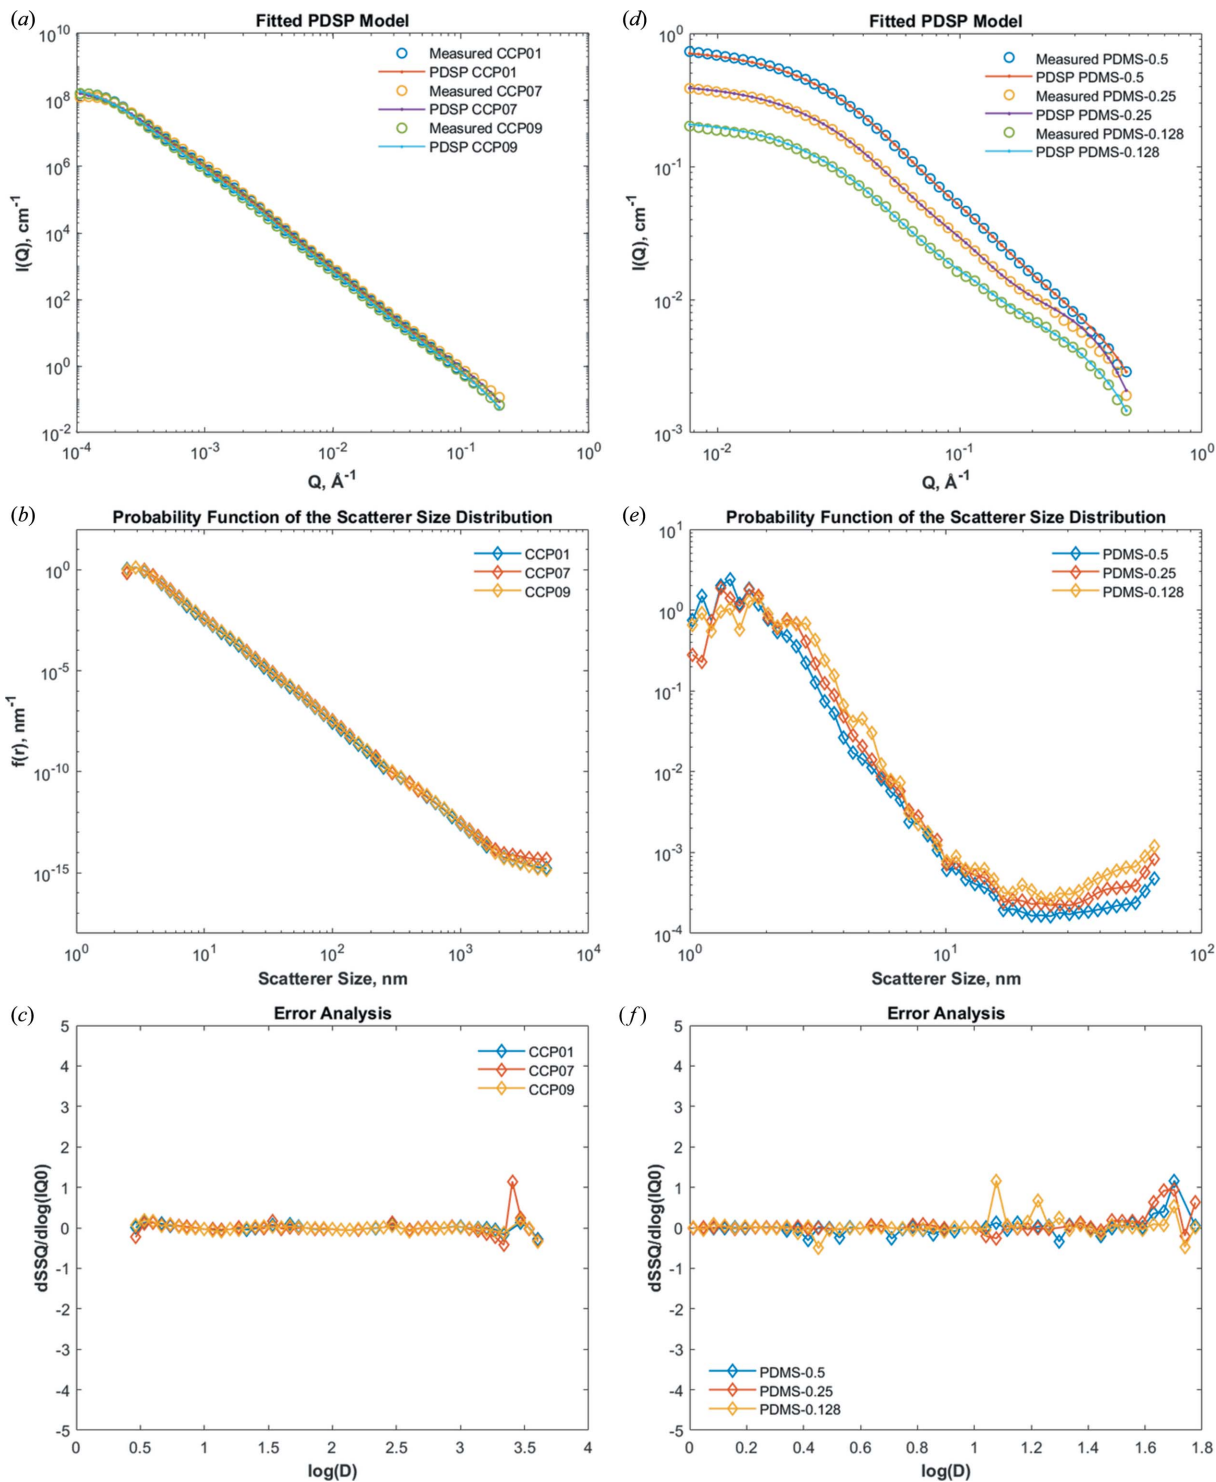 (a)
Fitted PDSP Model
10^10
10^8
10^6
10^4
10^2
10^0
10^-2
I(Q), cm^-1
Measured CCP01
PDSP CCP01
Measured CCP07
PDSP CCP07
Measured CCP09
PDSP CCP09
10^-4 10^-3 10^-2 10^-1 10^0
Q, Å^-1
(d)
Fitted PDSP Model
10^0
10^-1
10^-2
10^-3
I(Q), cm^-1
Measured PDMS-0.5
PDSP PDMS-0.5
Measured PDMS-0.25
PDSP PDMS-0.25
Measured PDMS-0.128
PDSP PDMS-0.128
10^-2 10^-1 10^0
Q, Å^-1
(b)
Probability Function of the Scatterer Size Distribution
10^0
10^-5
10^-10
10^-15
f(r), nm^-1
CCP01
CCP07
CCP09
10^0 10^1 10^2 10^3 10^4
Scatterer Size, nm
(e)
Probability Function of the Scatterer Size Distribution
10^1
10^0
10^-1
10^-2
10^-3
10^-4
PDMS-0.5
PDMS-0.25
PDMS-0.128
10^0 10^1 10^2
Scatterer Size, nm
(c)
Error Analysis
5
4
3
2
1
0
-1
-2
-3
-4
-5
dSSQ/dlog(IQ0)
CCP01
CCP07
CCP09
0 0.5 1 1.5 2 2.5 3 3.5 4
log(D)
(f)
Error Analysis
5
4
3
2
1
0
-1
-2
-3
-4
-5
dSSQ/dlog(IQ0)
PDMS-0.5
PDMS-0.25
PDMS-0.128
0 0.2 0.4 0.6 0.8 1 1.2 1.4 1.6 1.8
log(D)